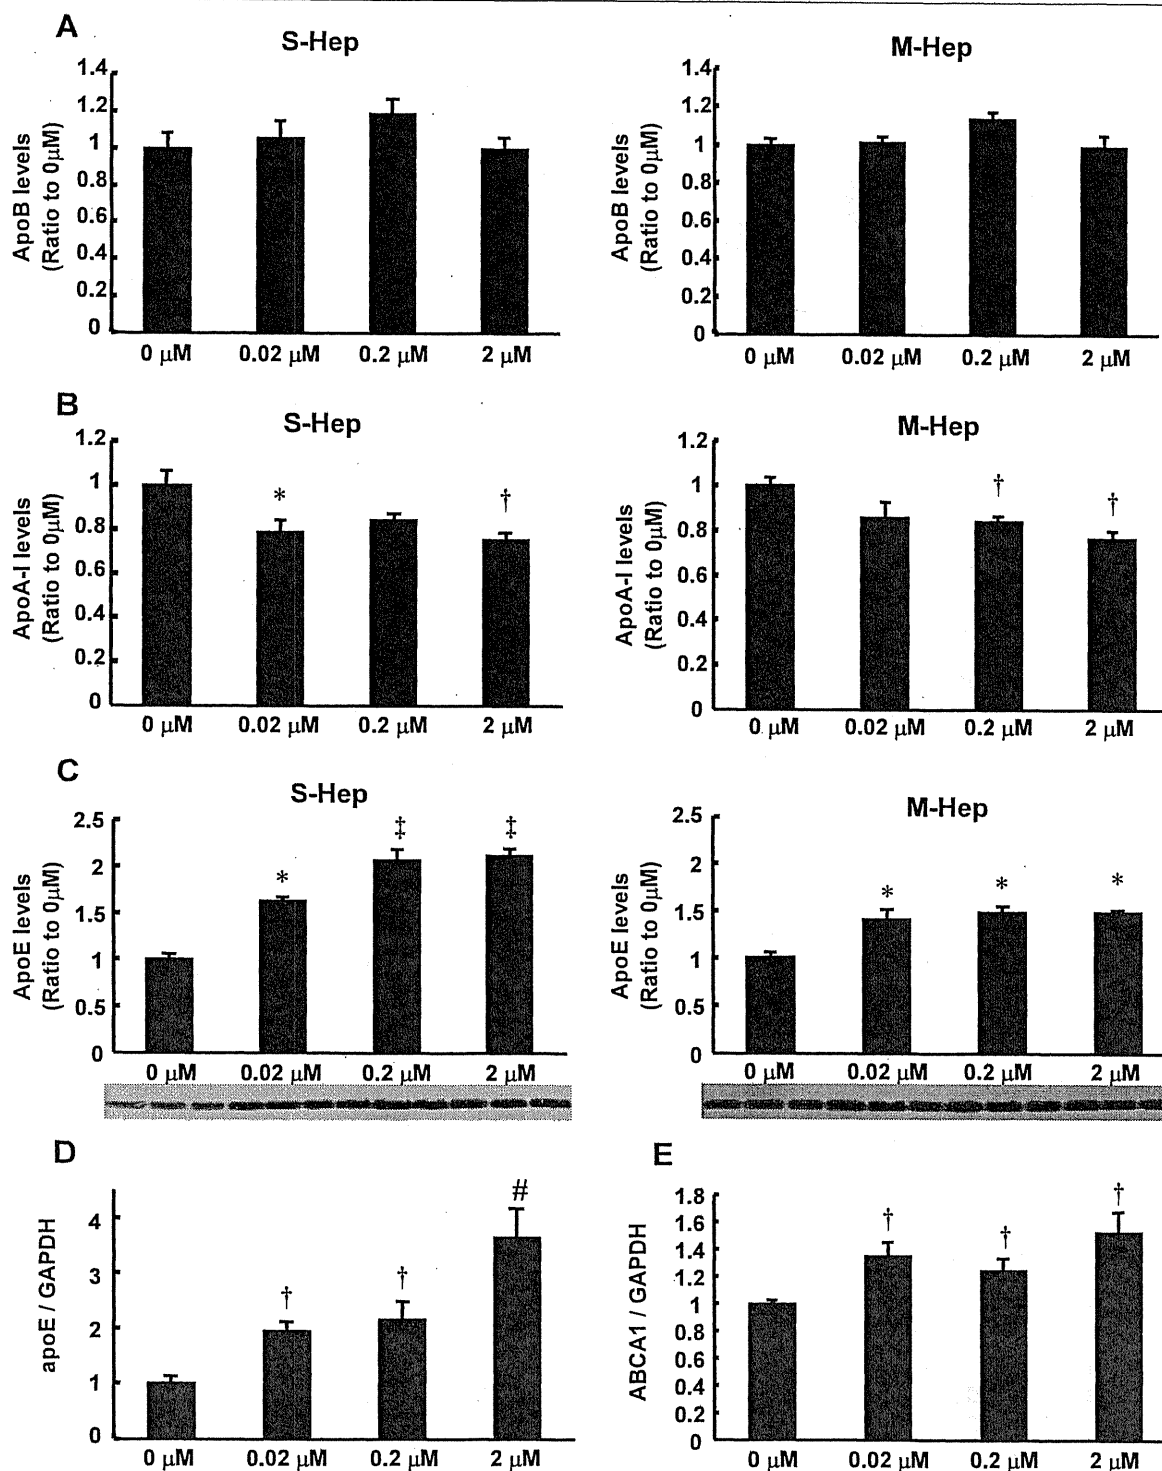 A
S-Hep
ApoB levels
(Ratio to 0μM)
1.4
1.2
1
0.8
0.6
0.4
0.2
0
0 μM 0.02 μM 0.2 μM 2 μM
M-Hep
ApoB levels
(Ratio to 0μM)
1.4
1.2
1
0.8
0.6
0.4
0.2
0
0 μM 0.02 μM 0.2 μM 2 μM
B
S-Hep
ApoA-I levels
(Ratio to 0μM)
1.2
1
0.8
0.6
0.4
0.2
0
* †
0 μM 0.02 μM 0.2 μM 2 μM
M-Hep
ApoA-I levels
(Ratio to 0μM)
1.2
1
0.8
0.6
0.4
0.2
0
† †
0 μM 0.02 μM 0.2 μM 2 μM
C
S-Hep
ApoE levels
(Ratio to 0μM)
2.5
2
1.5
1
0.5
0
* ‡ ‡
0 μM 0.02 μM 0.2 μM 2 μM
M-Hep
ApoE levels
(Ratio to 0μM)
2.5
2
1.5
1
0.5
0
* * *
0 μM 0.02 μM 0.2 μM 2 μM
D
apoE / GAPDH
4
3
2
1
0
† † #
0 μM 0.02 μM 0.2 μM 2 μM
E
ABCA1 / GAPDH
1.8
1.6
1.4
1.2
1
0.8
0.6
0.4
0.2
0
† † †
0 μM 0.02 μM 0.2 μM 2 μM